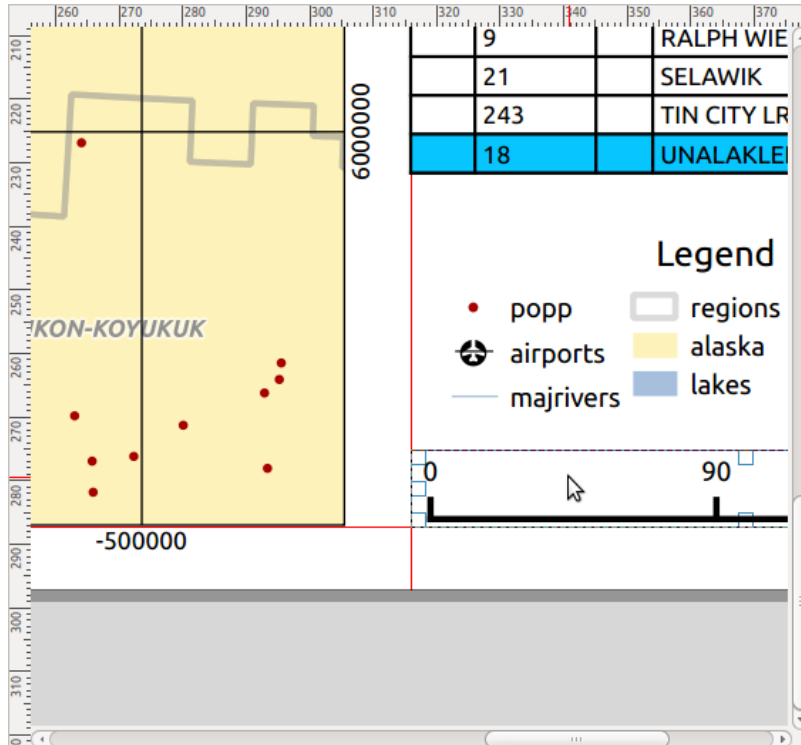 260 270 280 290 300 310 320 330 340 350 360 370
210
220
230
240
250
260
270
280
290
300
310
9 RALPH WIE
21 SELAWIK
243 TIN CITY LR
18 UNALAKLE
6000000
IKON-KOYUKUK
-500000
Legend
popp
airports
majrivers
regions
alaska
lakes
0 90